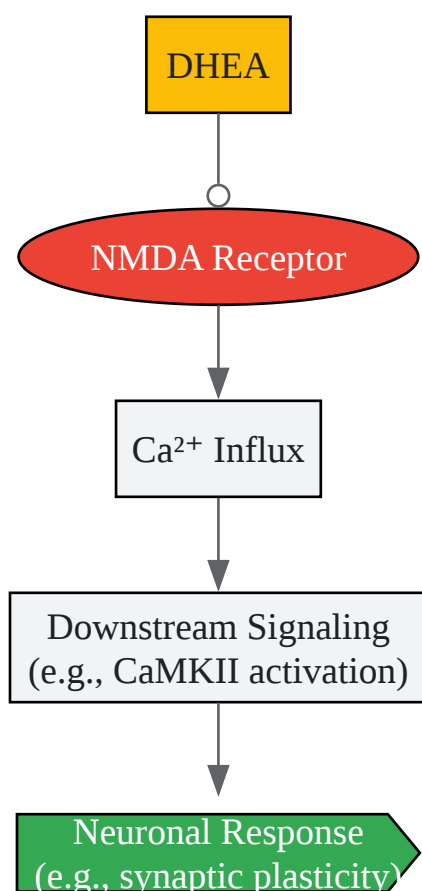 DHEA
NMDA Receptor
Ca²⁺ Influx
Downstream Signaling
(e.g., CaMKII activation)
Neuronal Response
(e.g., synaptic plasticity)